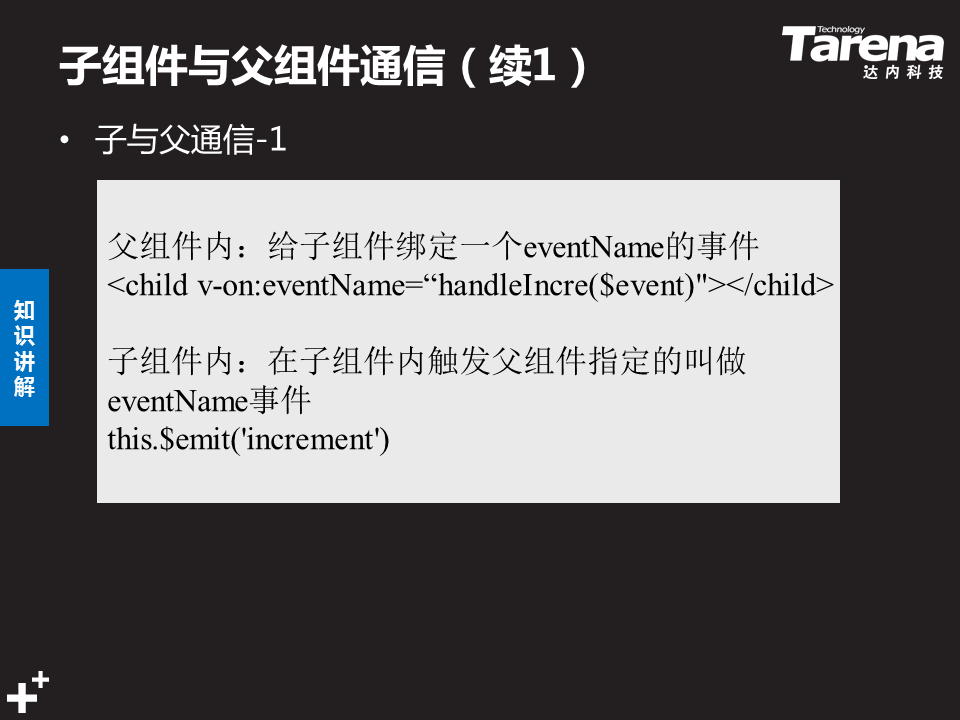 子组件与父组件通信（续1）
Technology
Tarena
达内科技
• 子与父通信-1
父组件内：给子组件绑定一个eventName的事件
<child v-on:eventName=“handleIncre($event)"></child>
子组件内：在子组件内触发父组件指定的叫做
eventName事件
this.$emit('increment')
知
识
讲
解